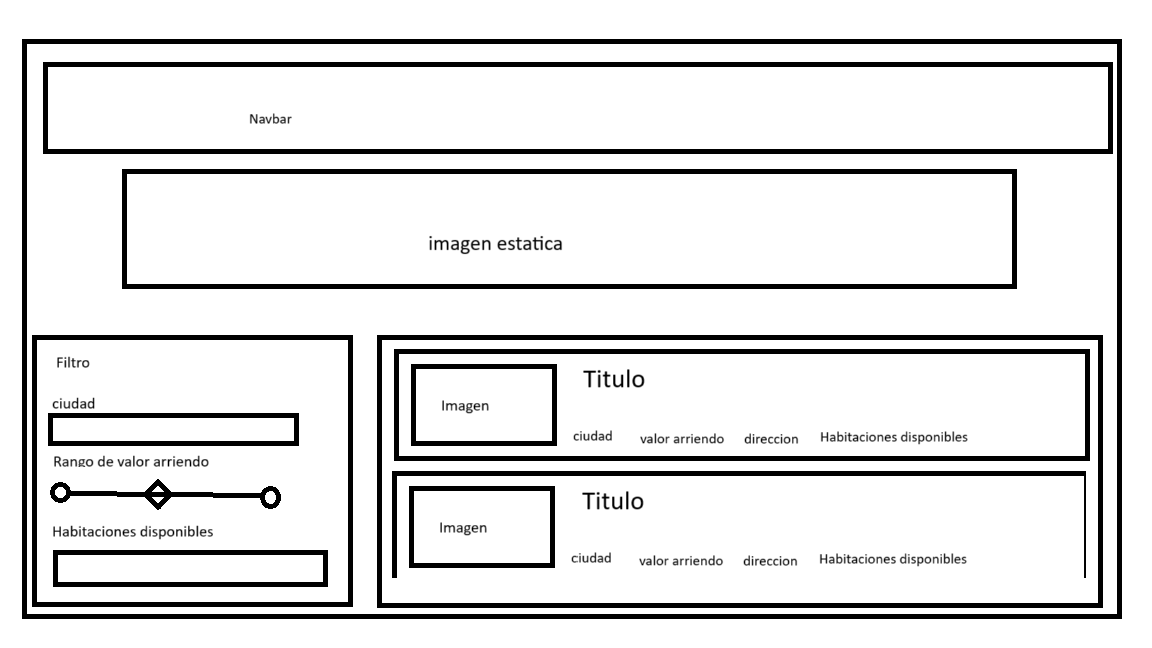 Navbar
imagen estatica
Filtro
ciudad
Rango de valor arriendo
Habitaciones disponibles
Imagen
Titulo
ciudad valor arriendo direccion Habitaciones disponibles
Imagen
Titulo
ciudad valor arriendo direccion Habitaciones disponibles